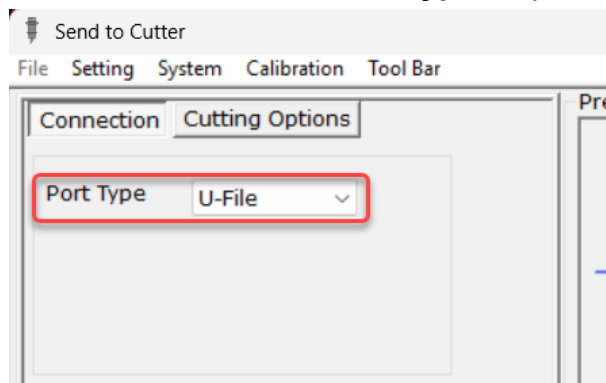 Send to Cutter
File Setting System Calibration Tool Bar
Connection Cutting Options
Port Type U-File